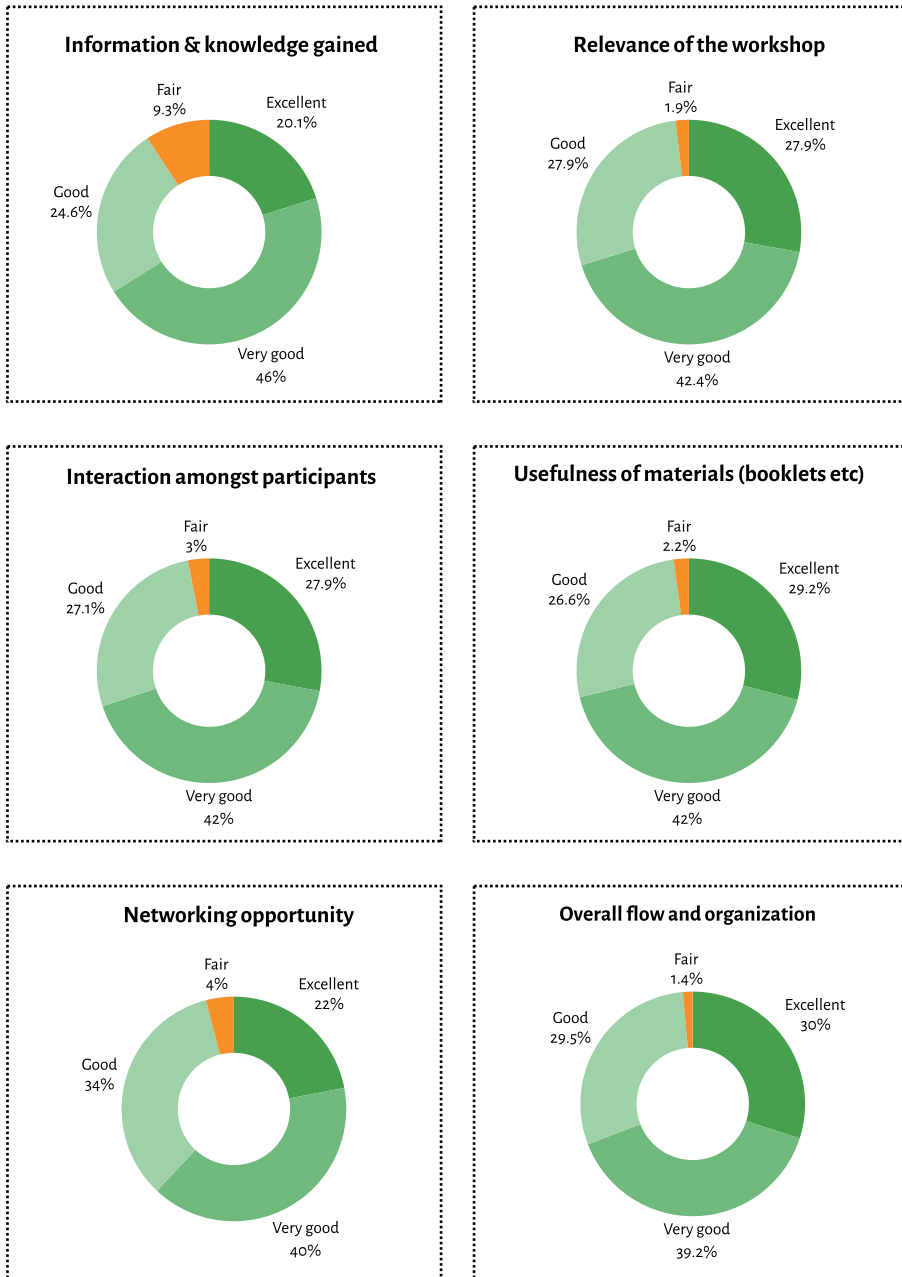 Information & knowledge gained
Fair
9.3%
Excellent
20.1%
Good
24.6%
Very good
46%
Relevance of the workshop
Fair
1.9%
Excellent
27.9%
Good
27.9%
Very good
42.4%
Interaction amongst participants
Fair
3%
Excellent
27.9%
Good
27.1%
Very good
42%
Usefulness of materials (booklets etc)
Fair
2.2%
Excellent
29.2%
Good
26.6%
Very good
42%
Networking opportunity
Fair
4%
Excellent
22%
Good
34%
Very good
40%
Overall flow and organization
Fair
1.4%
Excellent
30%
Good
29.5%
Very good
39.2%